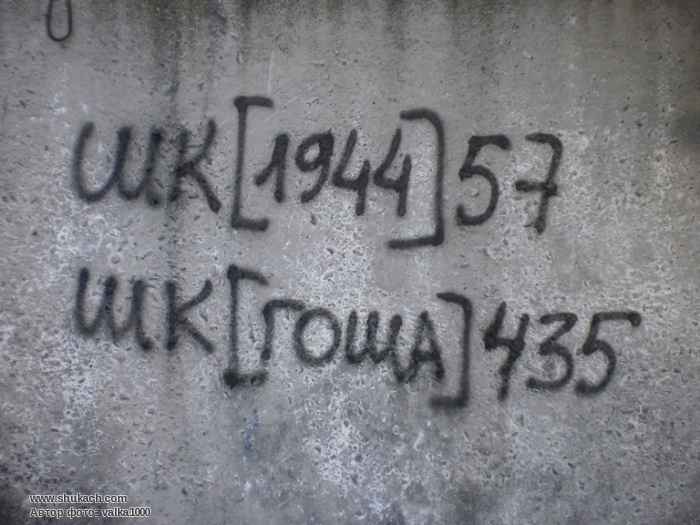 ШК[1944]57
ШК[ГОША]435
www.shukach.com
Автор фото: valka1000